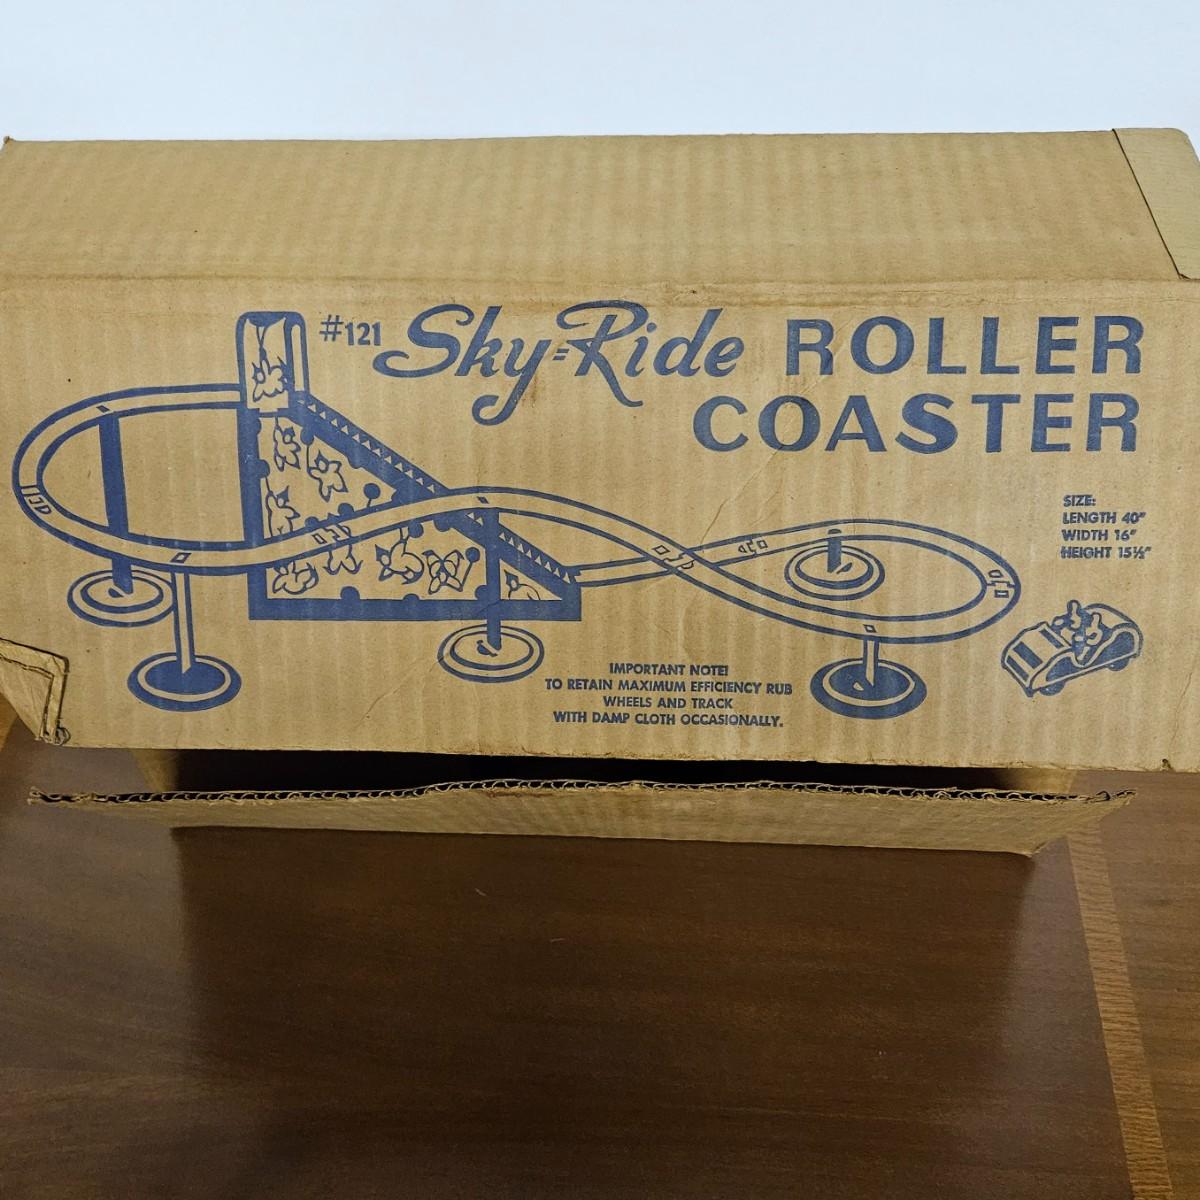 #121 Sky-Ride ROLLER
COASTER
SIZE:
LENGTH 40"
WIDTH 16"
HEIGHT 15½"
IMPORTANT NOTE!
TO RETAIN MAXIMUM EFFICIENCY RUB
WHEELS AND TRACK
WITH DAMP CLOTH OCCASIONALLY.